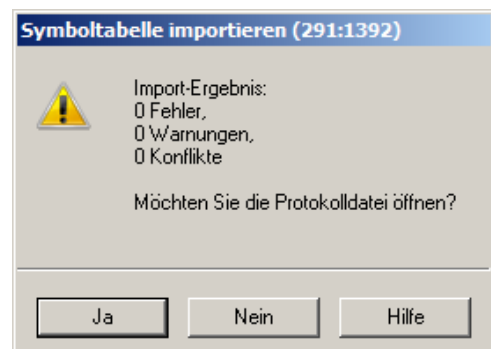 Symboltabelle importieren (291:1392)
Import-Ergebnis:
0 Fehler,
0 Warnungen,
0 Konflikte
Möchten Sie die Protokolldatei öffnen?
Ja
Nein
Hilfe